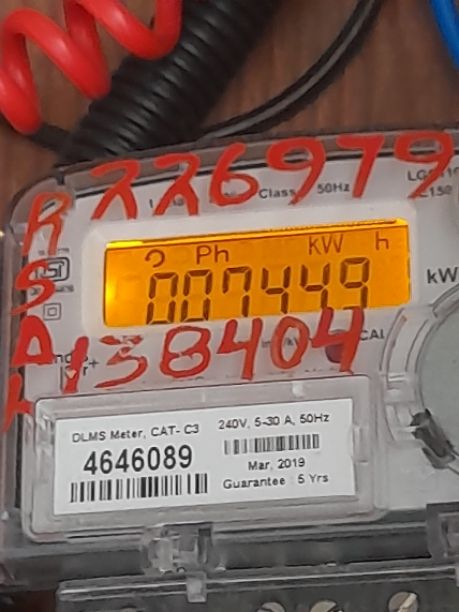 226979
Class 50Hz
Ph kW h
007449
kW
138404
CAL
DLMS Meter, CAT- C3
240V, 5-30 A, 50Hz
4646089
Mar, 2019
Guarantee : 5 Yrs